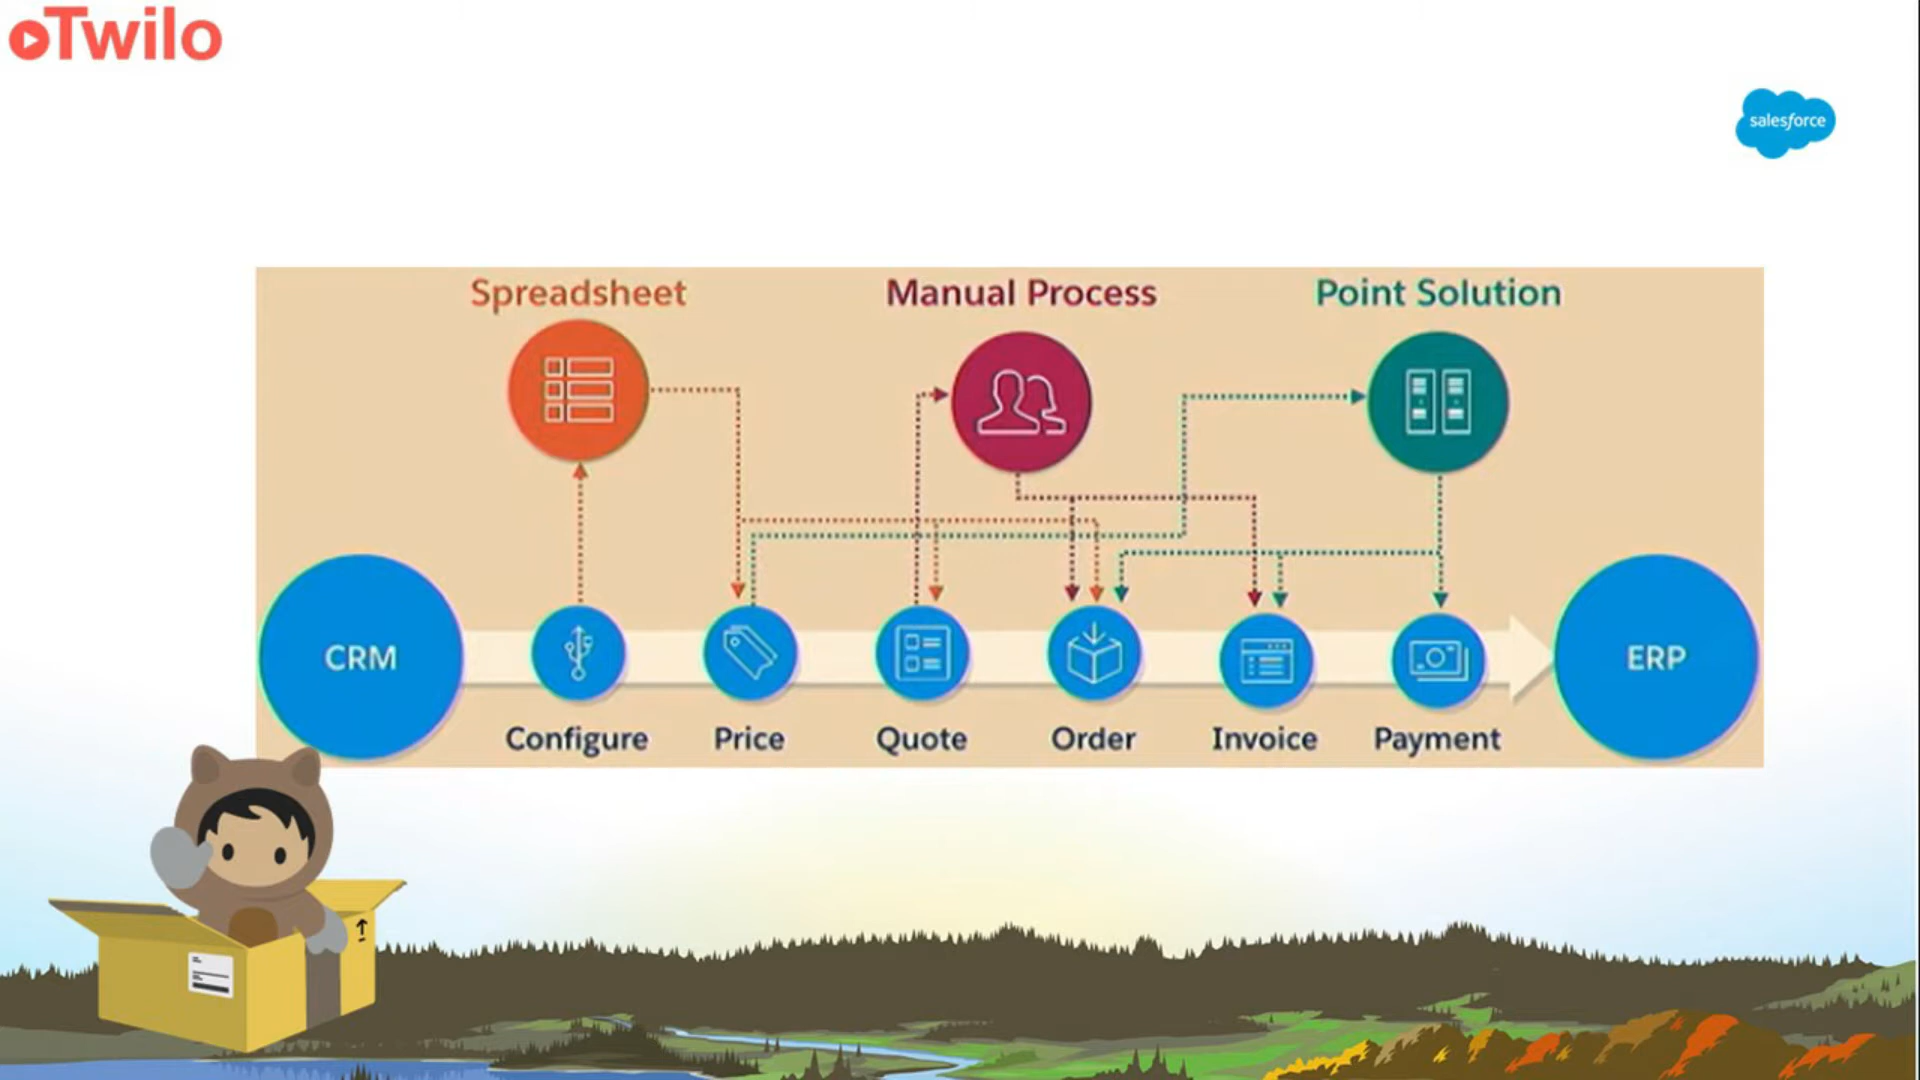 Twilo
salesforce
Spreadsheet
Manual Process
Point Solution
CRM
ERP
Configure
Price
Quote
Order
Invoice
Payment